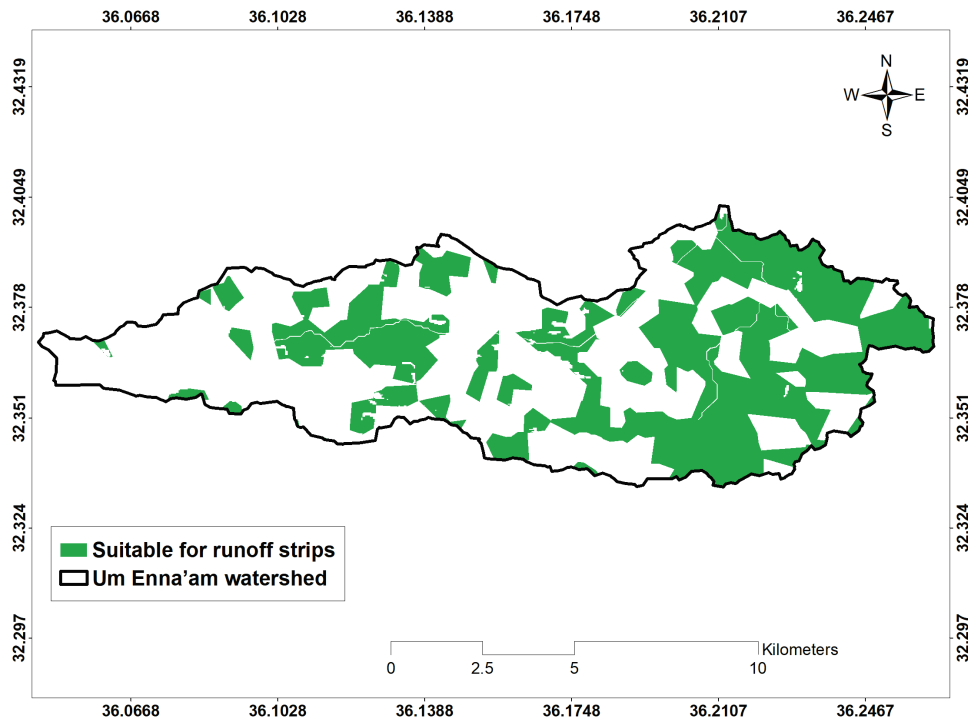 36.0668 36.1028 36.1388 36.1748 36.2107 36.2467
N
W E
S
32.4319 32.4319
32.4049 32.4049
32.378 32.378
32.351 32.351
32.324 32.324
32.297 32.297
Suitable for runoff strips
Um Enna’am watershed
Kilometers
0 2.5 5 10
36.0668 36.1028 36.1388 36.1748 36.2107 36.2467